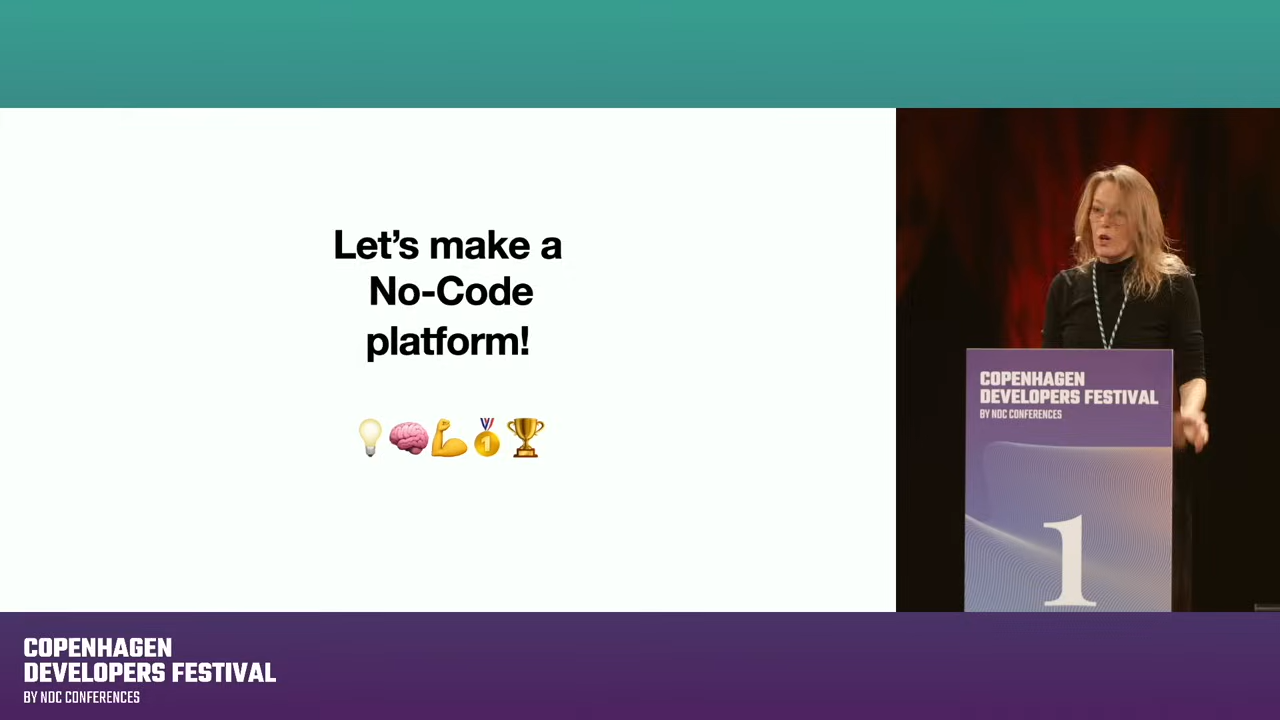 Let's make a
No-Code
platform!
💡🧠💪🥇🏆
COPENHAGEN
DEVELOPERS FESTIVAL
BY NDC CONFERENCES
1
COPENHAGEN
DEVELOPERS FESTIVAL
BY NDC CONFERENCES